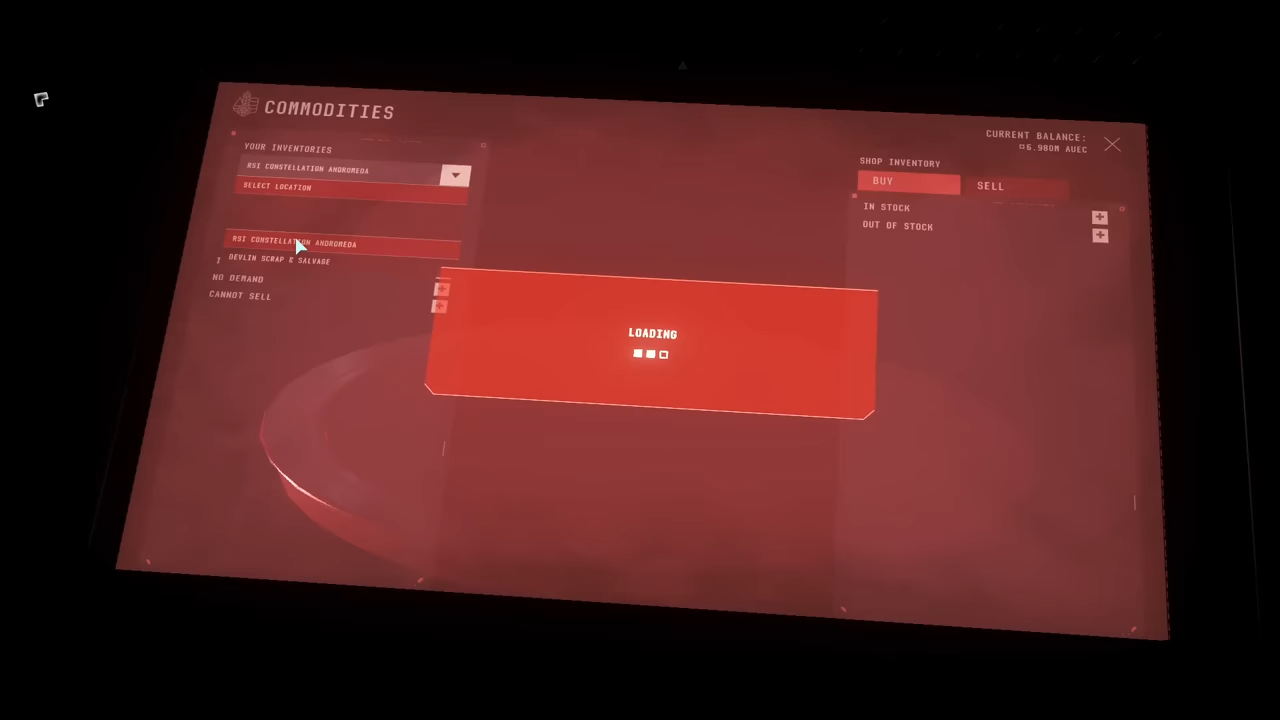 COMMODITIES
CURRENT BALANCE:
¤6.980M AUEC
YOUR INVENTORIES
RSI CONSTELLATION ANDROMEDA
SELECT LOCATION
RSI CONSTELLATION ANDROMEDA
DEVLIN SCRAP & SALVAGE
NO DEMAND
CANNOT SELL
SHOP INVENTORY
BUY
SELL
IN STOCK
OUT OF STOCK
LOADING